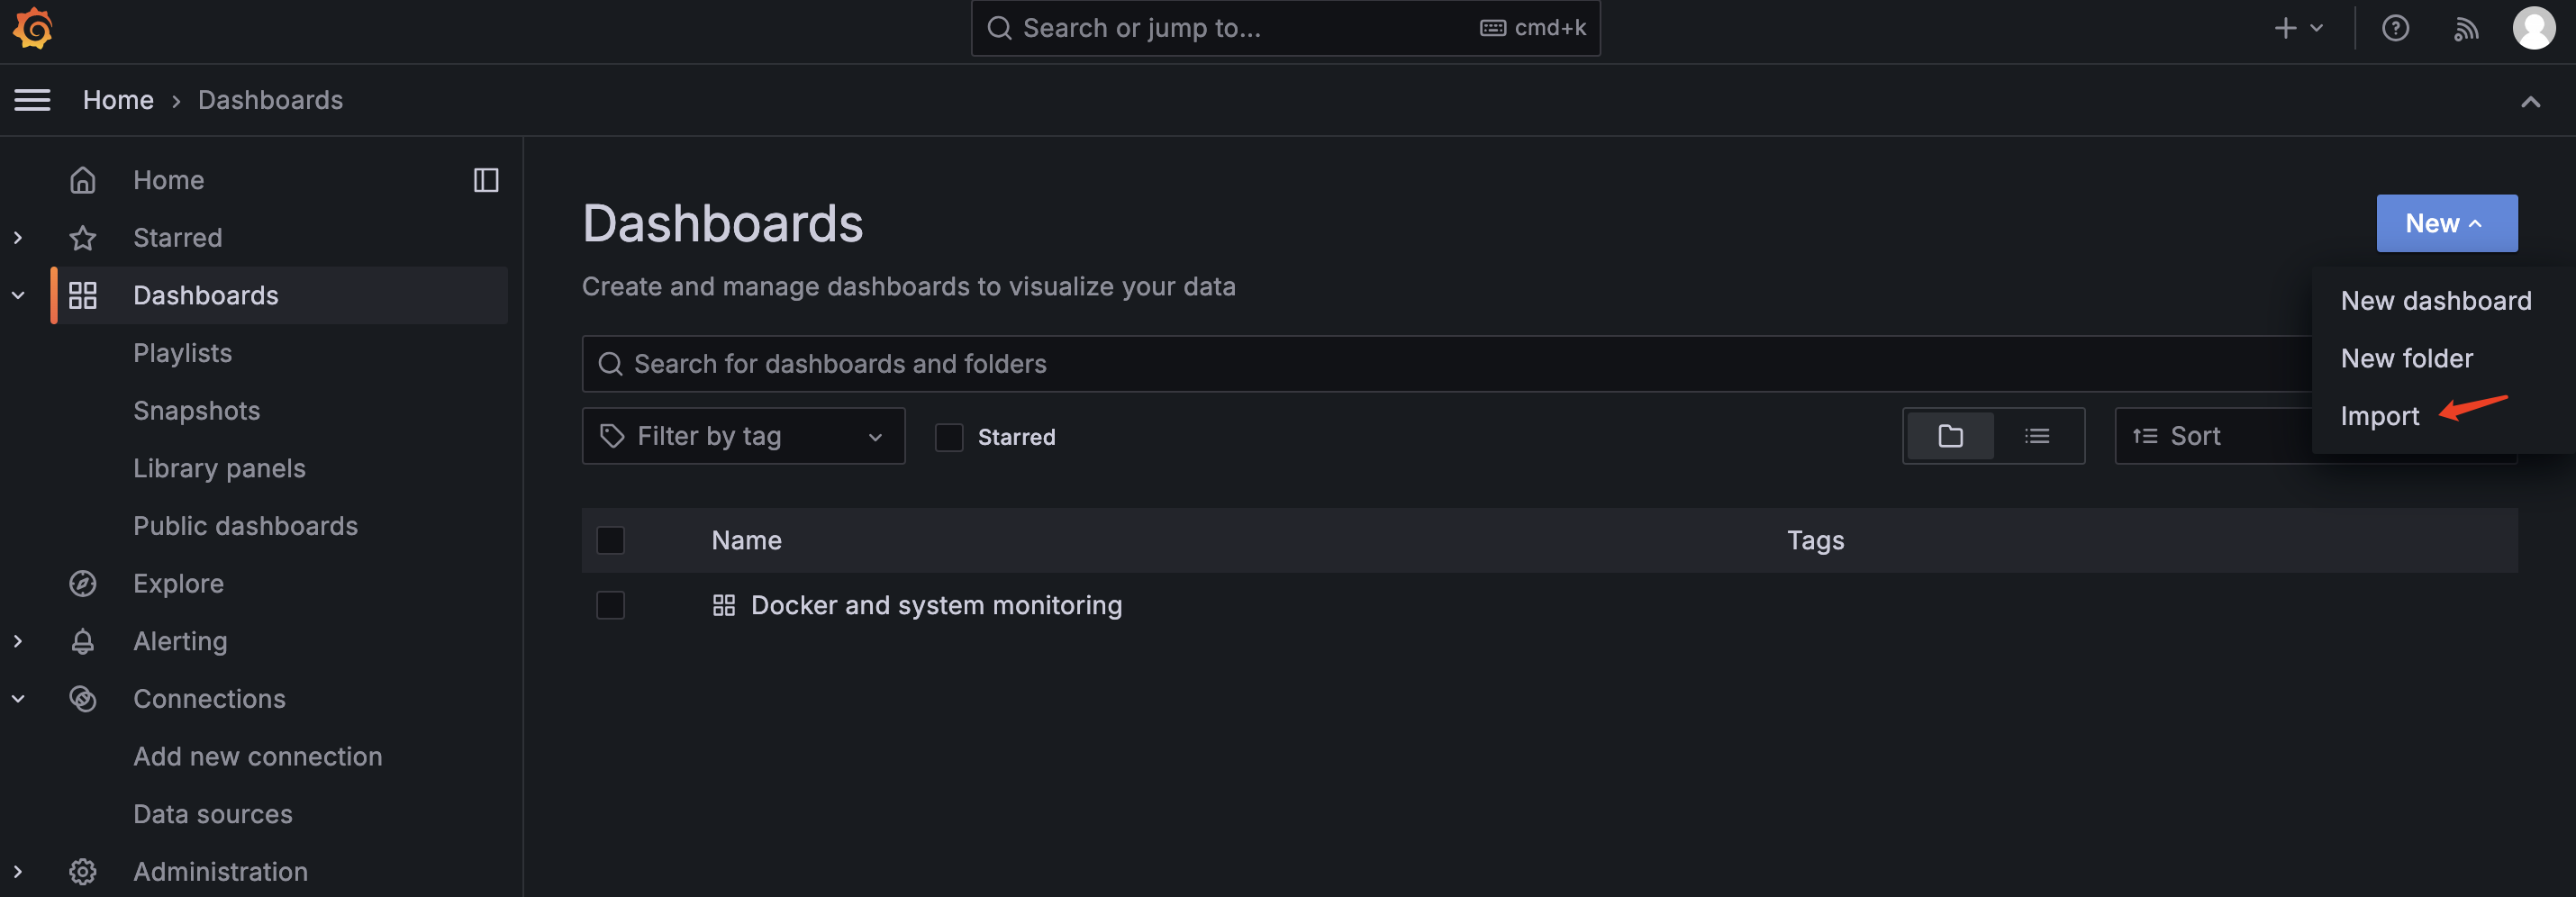 Search or jump to...
cmd+k
Home
Dashboards
Home
Starred
Dashboards
Playlists
Snapshots
Library panels
Public dashboards
Explore
Alerting
Connections
Add new connection
Data sources
Administration
Dashboards
Create and manage dashboards to visualize your data
New
New dashboard
New folder
Import
Search for dashboards and folders
Filter by tag
Starred
Sort
Name
Tags
Docker and system monitoring